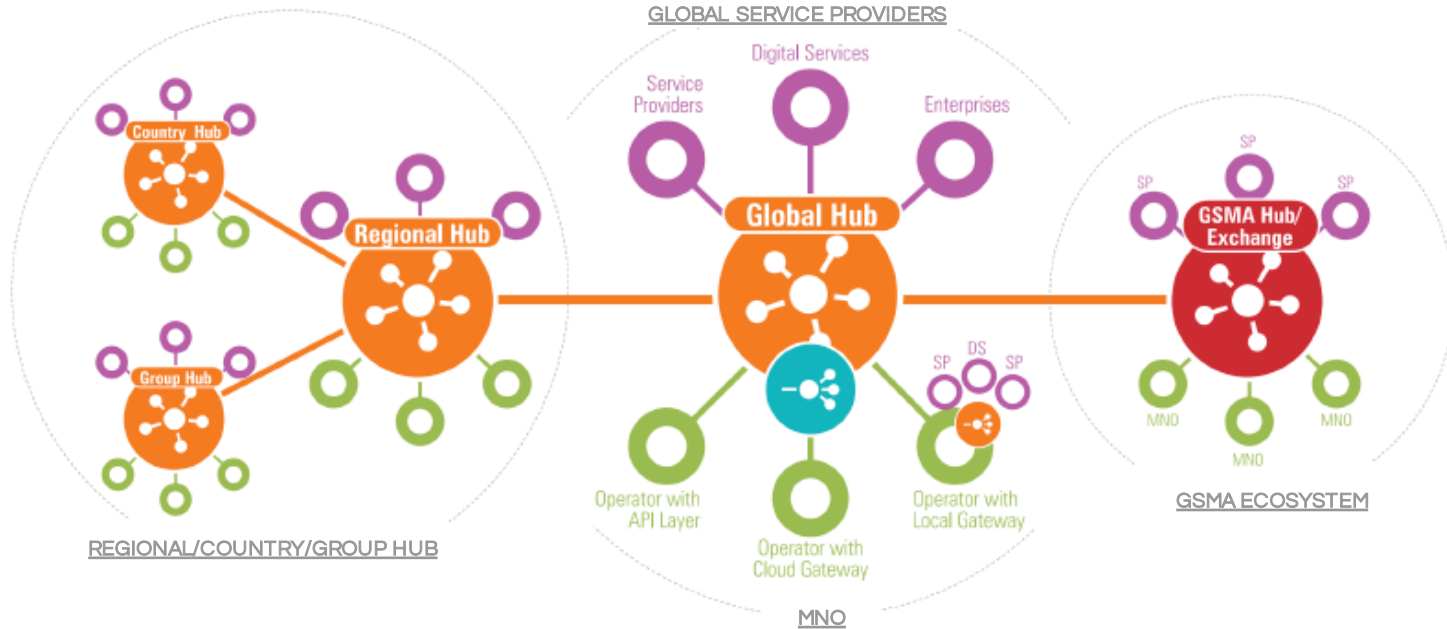 GLOBAL SERVICE PROVIDERS
Digital Services
Service
Providers
Enterprises
Country Hub
Regional Hub
Group Hub
REGIONAL/COUNTRY/GROUP HUB
Global Hub
SP
DS
SP
Operator with
API Layer
Operator with
Cloud Gateway
Operator with
Local Gateway
MNO
SP
SP
SP
GSMA Hub/
Exchange
MNO
MNO
MNO
GSMA ECOSYSTEM